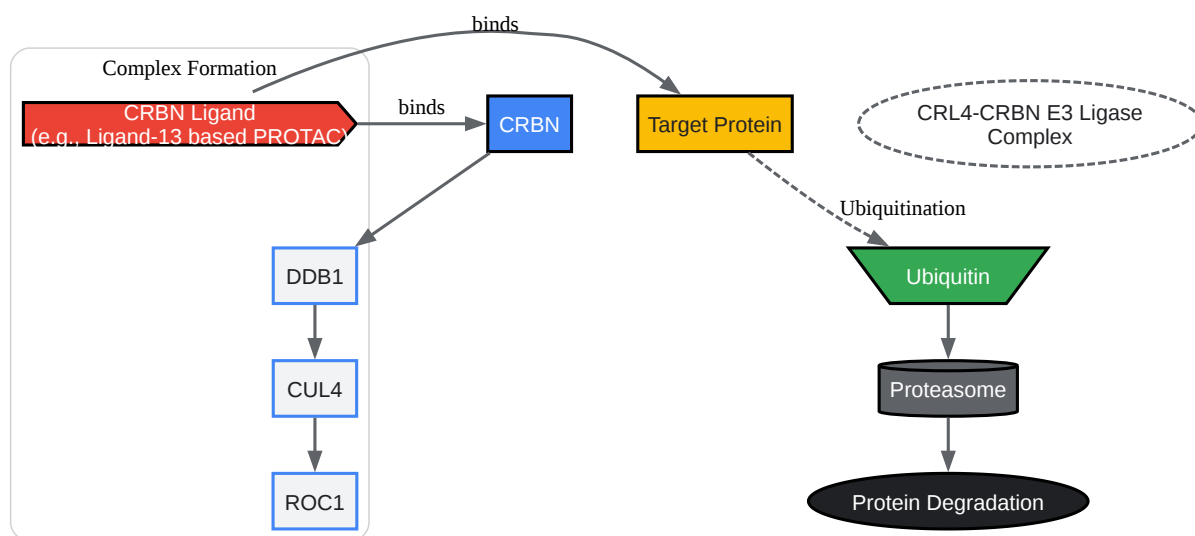 binds
Complex Formation
CRBN Ligand
(e.g., Ligand-13 based PROTAC)
binds
CRBN
Target Protein
CRL4-CRBN E3 Ligase
Complex
Ubiquitination
DDB1
Ubiquitin
CUL4
Proteasome
ROC1
Protein Degradation